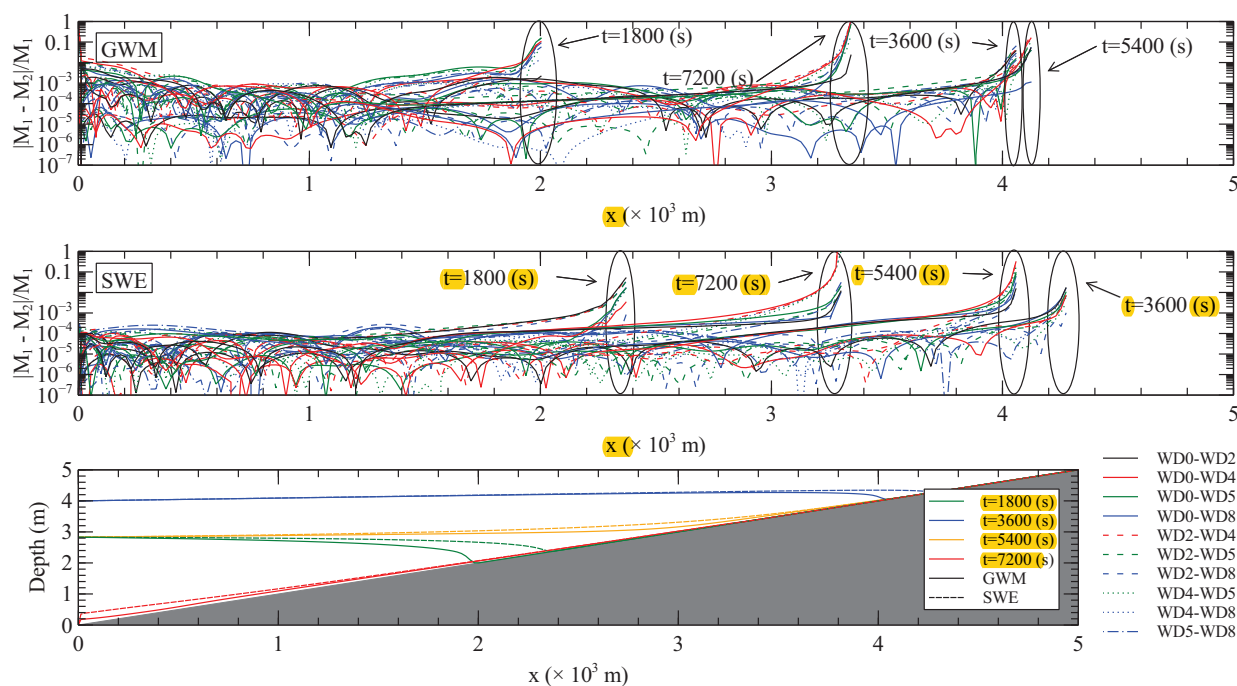 |M₁ - M₂|/M₁
1
0.1
10⁻³
10⁻⁴
10⁻⁵
10⁻⁶
10⁻⁷
GWM
t=1800 (s)
t=7200 (s)
t=3600 (s)
t=5400 (s)
0 1 2 3 4 5
x (× 10³ m)
|M₁ - M₂|/M₁
1
0.1
10⁻³
10⁻⁴
10⁻⁵
10⁻⁶
10⁻⁷
SWE
t=1800 (s)
t=7200 (s)
t=5400 (s)
t=3600 (s)
0 1 2 3 4 5
x (× 10³ m)
Depth (m)
5
4
3
2
1
0
t=1800 (s)
t=3600 (s)
t=5400 (s)
t=7200 (s)
GWM
SWE
0 1 2 3 4 5
x (× 10³ m)
WD0-WD2
WD0-WD4
WD0-WD5
WD0-WD8
WD2-WD4
WD2-WD5
WD2-WD8
WD4-WD5
WD4-WD8
WD5-WD8